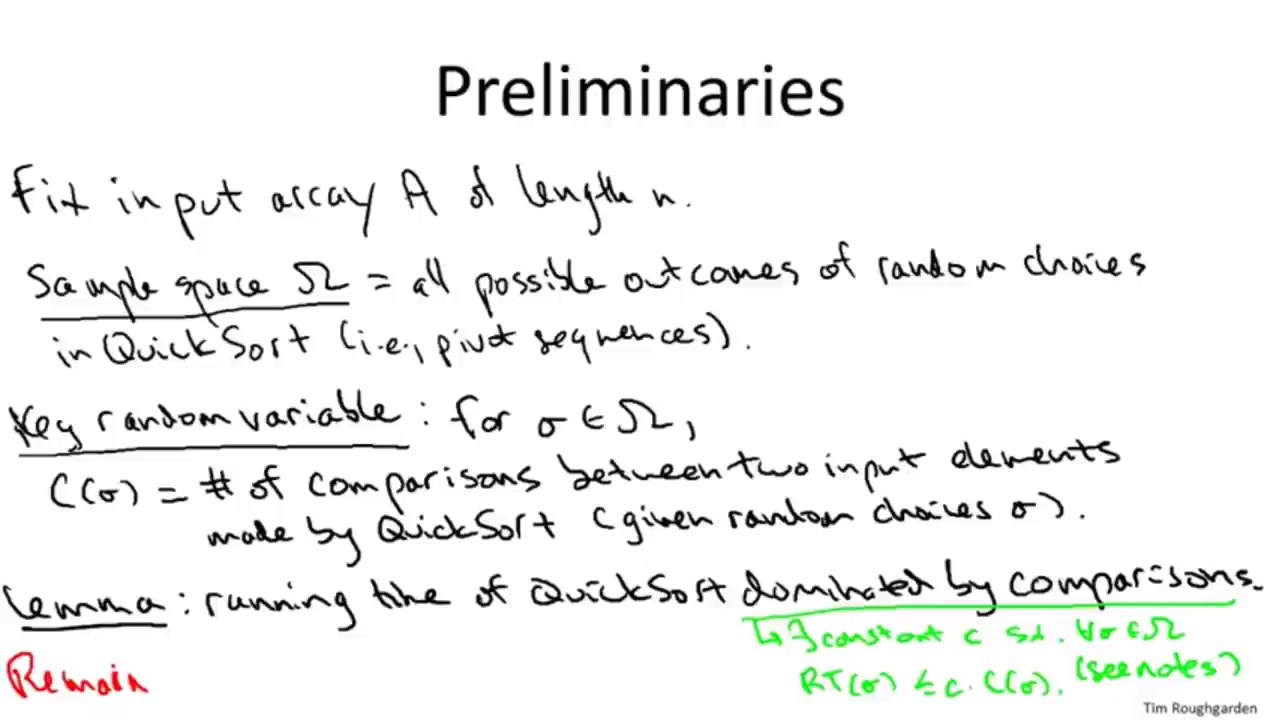 Preliminaries
Fix input array A of length n.
Sample space Ω = all possible outcomes of random choices
in QuickSort (i.e., pivot sequences).
Key random variable : for σ ∈ Ω,
C(σ) = # of comparisons between two input elements
made by QuickSort (given random choices σ).
Lemma : running time of QuickSort dominated by comparisons.
↳ ∃ constant c s.t. ∀σ ∈ Ω
RT(σ) ≤ c · C(σ). (see notes)
Remain
Tim Roughgarden